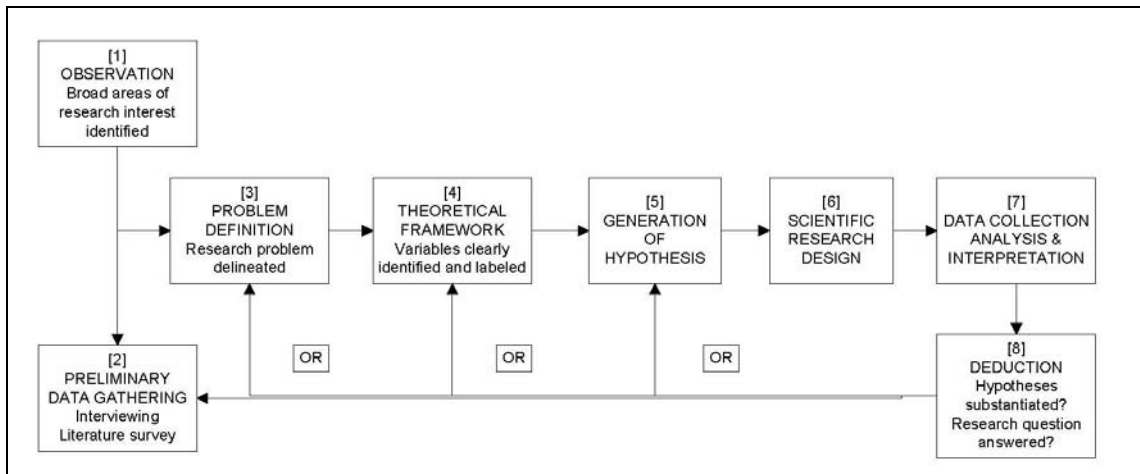 [1]
OBSERVATION
Broad areas of
research interest
identified
[3]
PROBLEM
DEFINITION
Research problem
delineated
[4]
THEORETICAL
FRAMEWORK
Variables clearly
identified and labeled
[5]
GENERATION
OF
HYPOTHESIS
[6]
SCIENTIFIC
RESEARCH
DESIGN
[7]
DATA COLLECTION
ANALYSIS &
INTERPRETATION
[2]
PRELIMINARY
DATA GATHERING
Interviewing
Literature survey
OR
OR
OR
[8]
DEDUCTION
Hypotheses
substantiated?
Research question
answered?